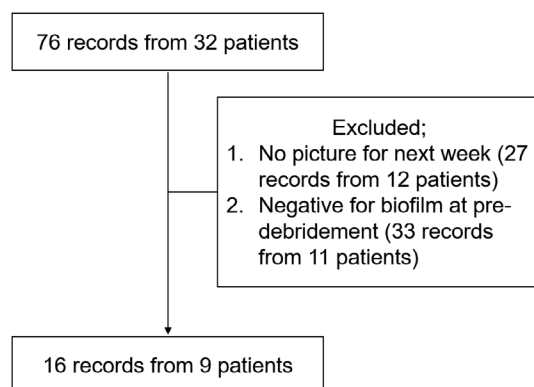 76 records from 32 patients
Excluded;
1. No picture for next week (27
records from 12 patients)
2. Negative for biofilm at pre-
debridement (33 records
from 11 patients)
16 records from 9 patients